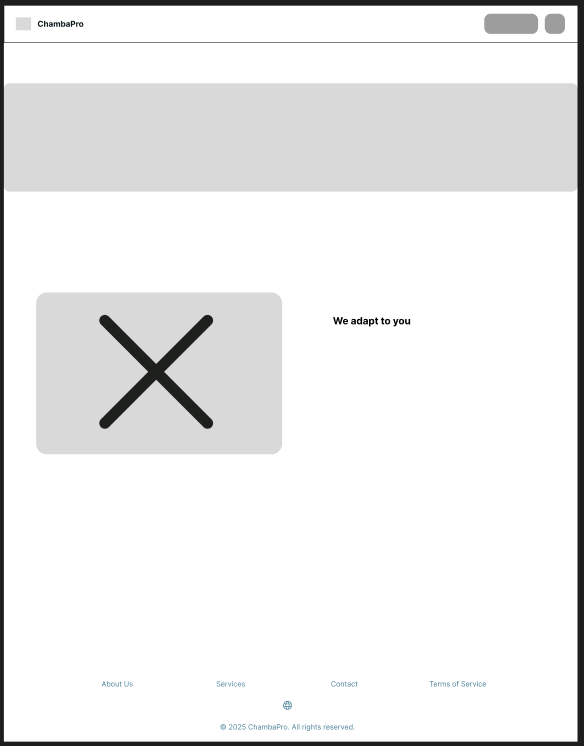 ChambaPro
We adapt to you
About Us Services Contact Terms of Service
© 2025 ChambaPro. All rights reserved.